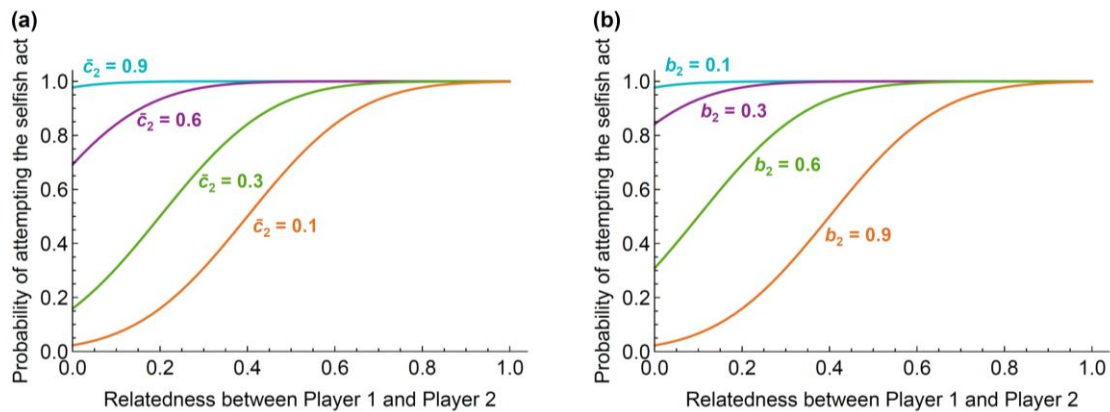 (a)
Probability of attempting the selfish act
1.0
0.8
0.6
0.4
0.2
0.0
c̄₂ = 0.9
c̄₂ = 0.6
c̄₂ = 0.3
c̄₂ = 0.1
0.0 0.2 0.4 0.6 0.8 1.0
Relatedness between Player 1 and Player 2
(b)
Probability of attempting the selfish act
1.0
0.8
0.6
0.4
0.2
0.0
b₂ = 0.1
b₂ = 0.3
b₂ = 0.6
b₂ = 0.9
0.0 0.2 0.4 0.6 0.8 1.0
Relatedness between Player 1 and Player 2